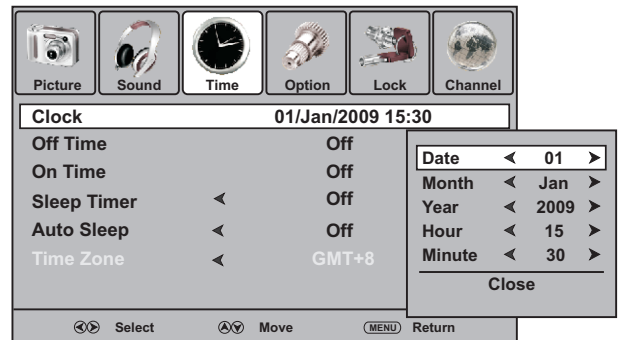 Picture Sound Time Option Lock Channel
Clock 01/Jan/2009 15:30
Off Time Off
On Time Off
Sleep Timer Off
Auto Sleep Off
Time Zone GMT+8
Date 01
Month Jan
Year 2009
Hour 15
Minute 30
Close
Select Move MENU Return